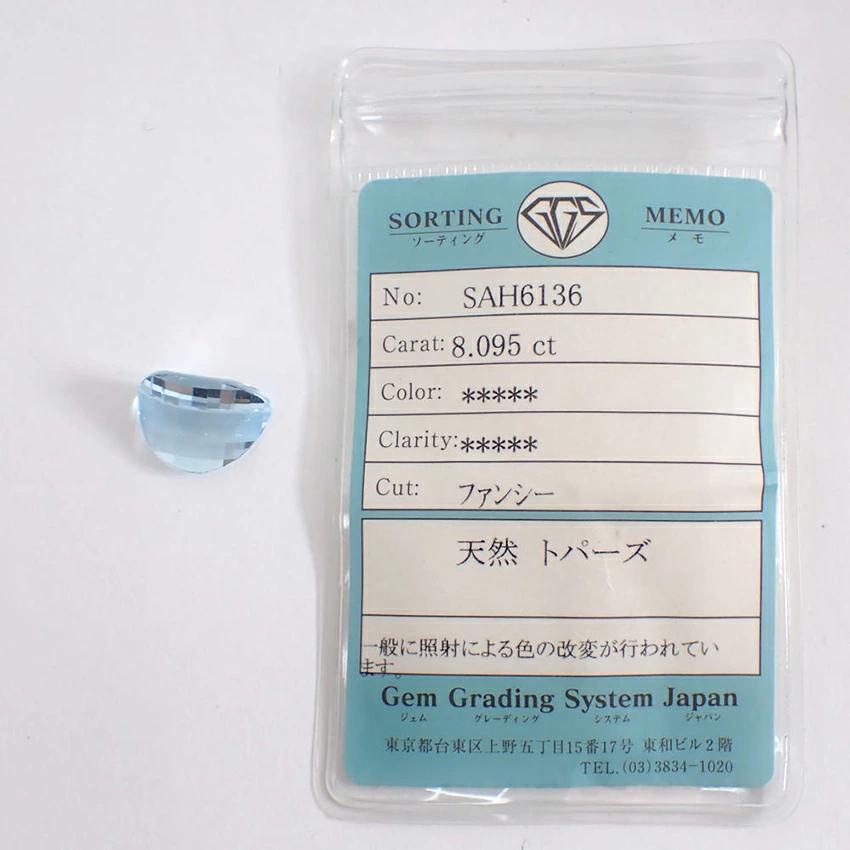 SORTING GGS MEMO
ソーティング メモ
No: SAH6136
Carat: 8.095 ct
Color: *****
Clarity: *****
Cut: ファンシー
天然 トパーズ
一般に照射による色の改変が行われてい
ます。
Gem Grading System Japan
ジェム グレーディング システム ジャパン
東京都台東区上野五丁目15番17号 東和ビル2階
TEL.(03)3834-1020